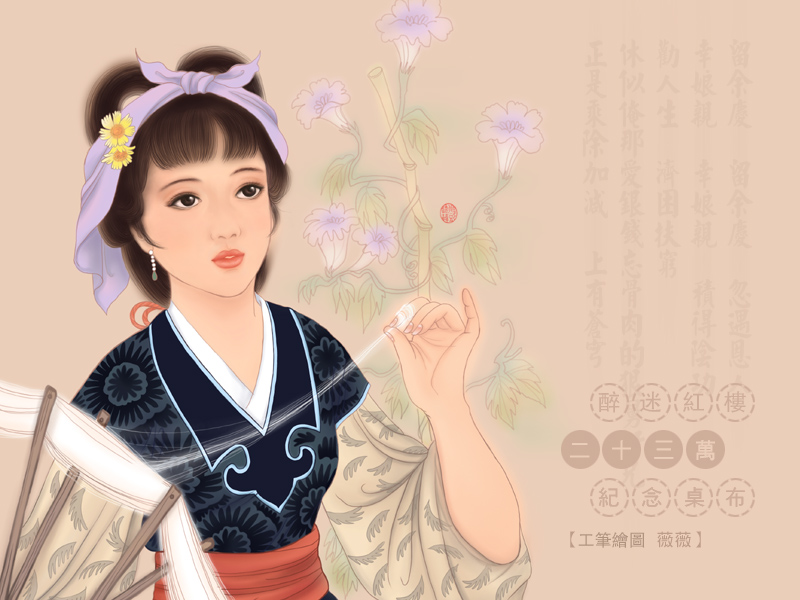 留余慶 留余慶 忽遇恩
幸娘親 幸娘親 積得陰
勸人生 濟困扶
休似俺那 銀錢忘骨肉的
正是乘除加減 上有蒼穹
醉迷紅樓
二十三萬
紀念桌布
【工筆繪圖 薇薇】